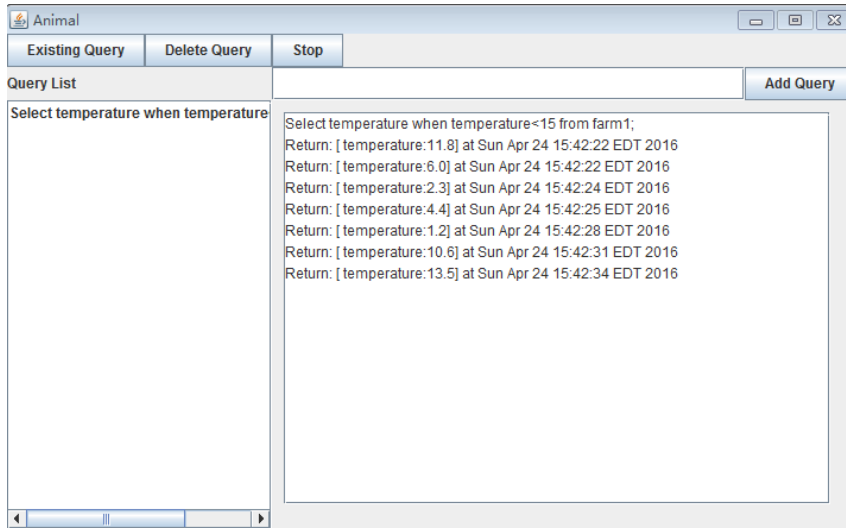 Animal
Existing Query Delete Query Stop
Query List Add Query
Select temperature when temperature
Select temperature when temperature<15 from farm1;
Return: [ temperature:11.8] at Sun Apr 24 15:42:22 EDT 2016
Return: [ temperature:6.0] at Sun Apr 24 15:42:22 EDT 2016
Return: [ temperature:2.3] at Sun Apr 24 15:42:24 EDT 2016
Return: [ temperature:4.4] at Sun Apr 24 15:42:25 EDT 2016
Return: [ temperature:1.2] at Sun Apr 24 15:42:28 EDT 2016
Return: [ temperature:10.6] at Sun Apr 24 15:42:31 EDT 2016
Return: [ temperature:13.5] at Sun Apr 24 15:42:34 EDT 2016